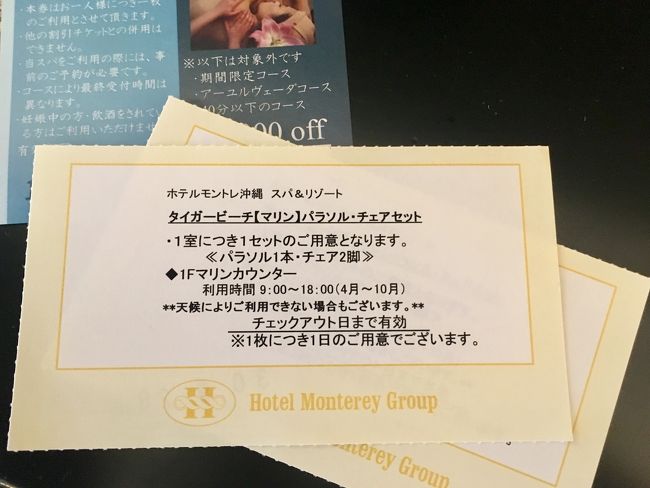 ・本券はお一人様につき一枚
のご利用とさせて頂きます。
・他の割引チケットとの併用は
できません。
・当スパをご利用の際には、事
前のご予約が必要です。
・コースにより最終受付時間は
異なります。
・妊娠中の方・飲酒をされてい
る方はご利用いただけませ
※以下は対象外です
・期間限定コース
・アーユルヴェーダコース
0分以下のコース
00 off
ホテルモントレ沖縄 スパ&リゾート
タイガービーチ【マリン】パラソル・チェアセット
・1室につき1セットのご用意となります。
≪パラソル1本・チェア2脚≫
◆1Fマリンカウンター
利用時間 9:00~18:00(4月~10月)
**天候によりご利用できない場合もございます。**
チェックアウト日まで有効
※1枚につき1日のご用意でございます。
H
Hotel Monterey Group
nterey Group